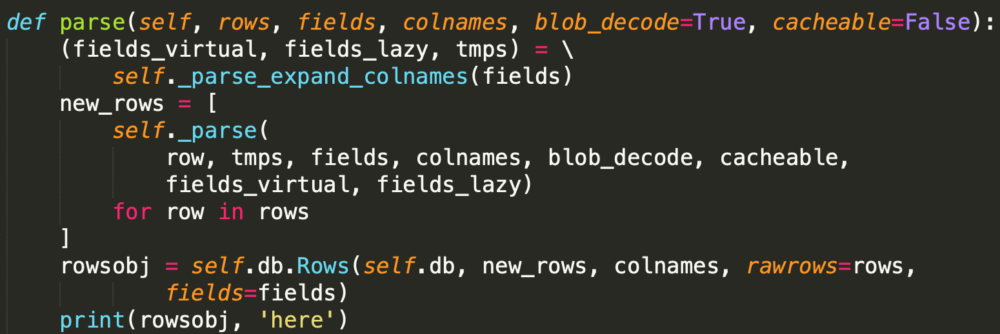 def parse(self, rows, fields, colnames, blob_decode=True, cacheable=False):
    (fields_virtual, fields_lazy, tmps) = \
        self._parse_expand_colnames(fields)
    new_rows = [
        self._parse(
            row, tmps, fields, colnames, blob_decode, cacheable,
            fields_virtual, fields_lazy)
        for row in rows
    ]
    rowsobj = self.db.Rows(self.db, new_rows, colnames, rawrows=rows,
            fields=fields)
    print(rowsobj, 'here')